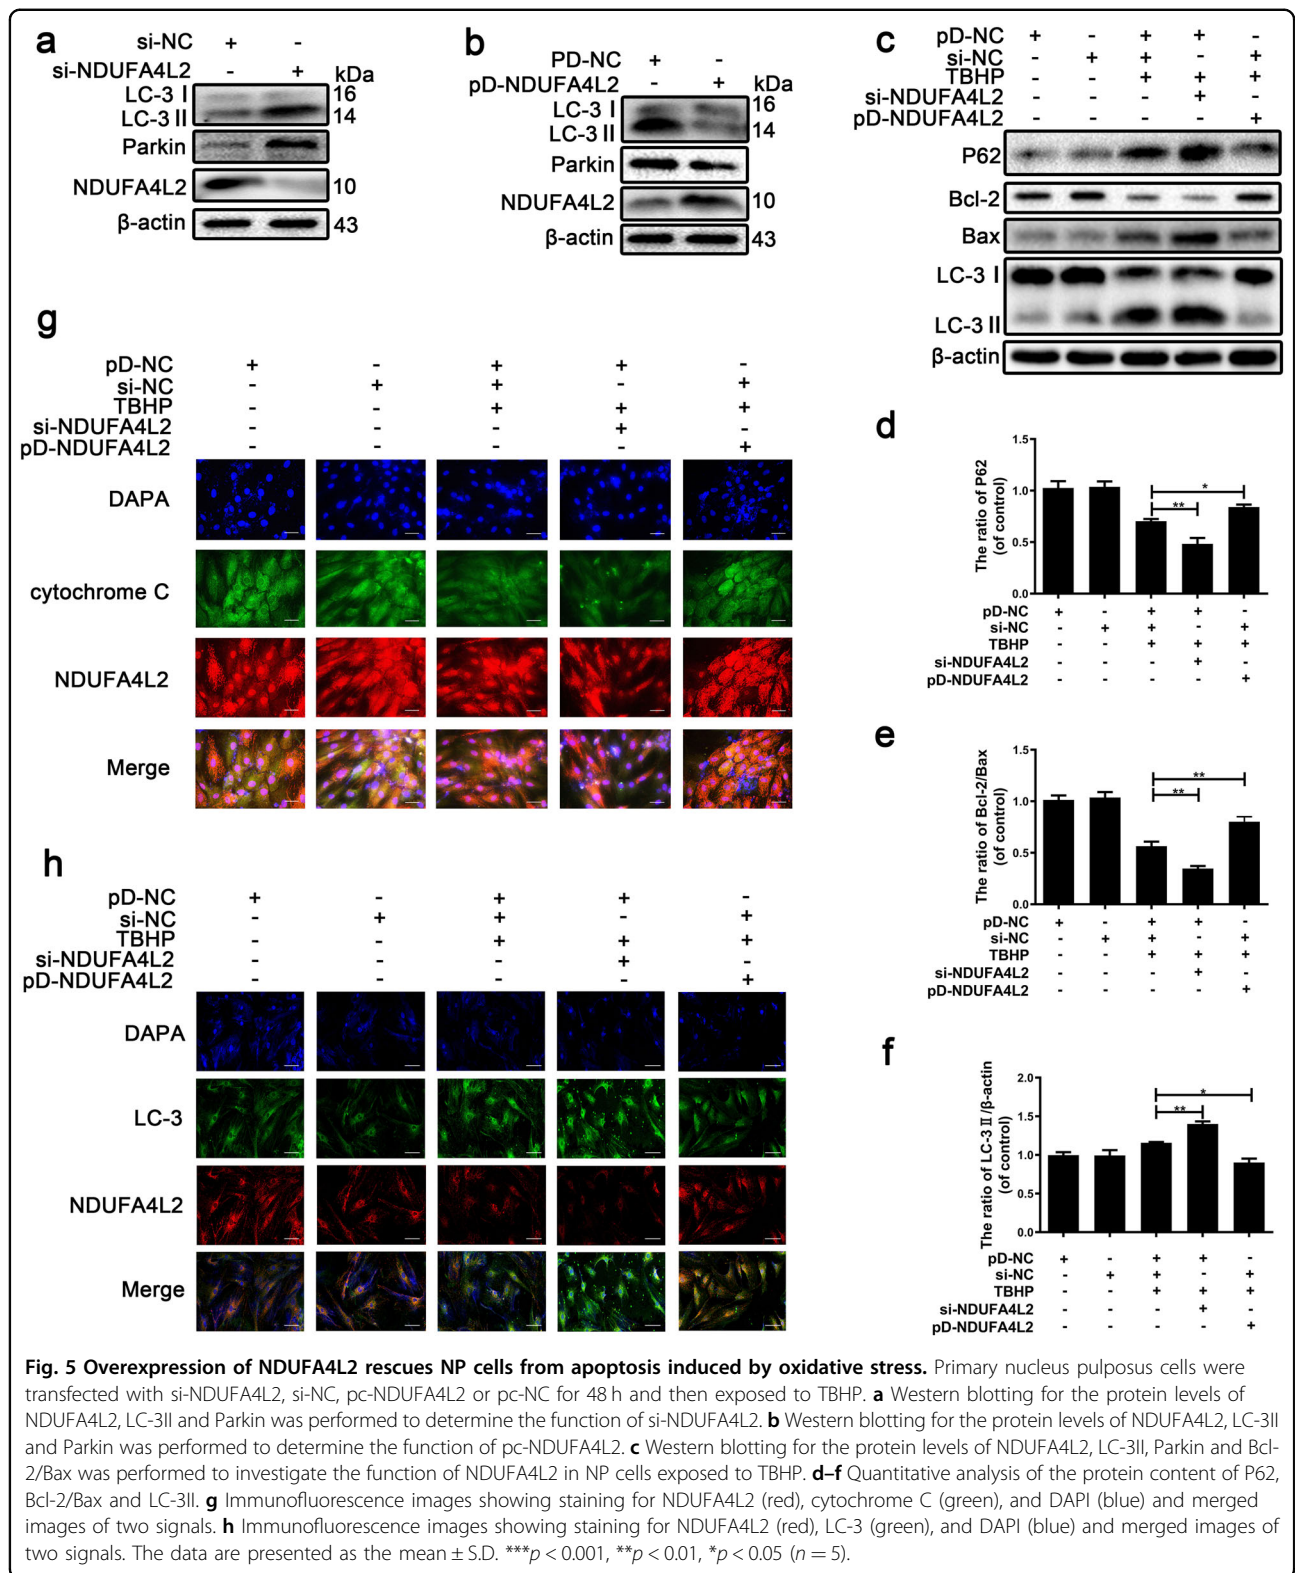 a
si-NC + -
si-NDUFA4L2 - + kDa
LC-3 I 16
LC-3 II 14
Parkin
NDUFA4L2 10
β-actin 43
b
PD-NC + -
pD-NDUFA4L2 - + kDa
LC-3 I 16
LC-3 II 14
Parkin
NDUFA4L2 10
β-actin 43
c
pD-NC + - + + -
si-NC - + + - +
TBHP - - + + +
si-NDUFA4L2 - - - + -
pD-NDUFA4L2 - - - - +
P62
Bcl-2
Bax
LC-3 I
LC-3 II
β-actin
g
pD-NC + - + + -
si-NC - + + - +
TBHP - - + + +
si-NDUFA4L2 - - - + -
pD-NDUFA4L2 - - - - +
DAPA
cytochrome C
NDUFA4L2
Merge
d
The ratio of P62
(of control)
1.5
1.0
0.5
0.0
*
**
pD-NC + - + + -
si-NC - + + - +
TBHP - - + + +
si-NDUFA4L2 - - - + -
pD-NDUFA4L2 - - - - +
e
The ratio of Bcl-2/Bax
(of control)
1.5
1.0
0.5
0.0
**
**
pD-NC + - + + -
si-NC - + + - +
TBHP - - + + +
si-NDUFA4L2 - - - + -
pD-NDUFA4L2 - - - - +
h
pD-NC + - + + -
si-NC - + + - +
TBHP - - + + +
si-NDUFA4L2 - - - + -
pD-NDUFA4L2 - - - - +
DAPA
LC-3
NDUFA4L2
Merge
f
The ratio of LC-3 II/β-actin
(of control)
2.0
1.5
1.0
0.5
0.0
*
**
pD-NC + - + + -
si-NC - + + - +
TBHP - - + + +
si-NDUFA4L2 - - - + -
pD-NDUFA4L2 - - - - +
Fig. 5 Overexpression of NDUFA4L2 rescues NP cells from apoptosis induced by oxidative stress. Primary nucleus pulposus cells were
transfected with si-NDUFA4L2, si-NC, pc-NDUFA4L2 or pc-NC for 48 h and then exposed to TBHP. a Western blotting for the protein levels of
NDUFA4L2, LC-3II and Parkin was performed to determine the function of si-NDUFA4L2. b Western blotting for the protein levels of NDUFA4L2, LC-3II
and Parkin was performed to determine the function of pc-NDUFA4L2. c Western blotting for the protein levels of NDUFA4L2, LC-3II, Parkin and Bcl-
2/Bax was performed to investigate the function of NDUFA4L2 in NP cells exposed to TBHP. d–f Quantitative analysis of the protein content of P62,
Bcl-2/Bax and LC-3II. g Immunofluorescence images showing staining for NDUFA4L2 (red), cytochrome C (green), and DAPI (blue) and merged
images of two signals. h Immunofluorescence images showing staining for NDUFA4L2 (red), LC-3 (green), and DAPI (blue) and merged images of
two signals. The data are presented as the mean ± S.D. ***p < 0.001, **p < 0.01, *p < 0.05 (n = 5).